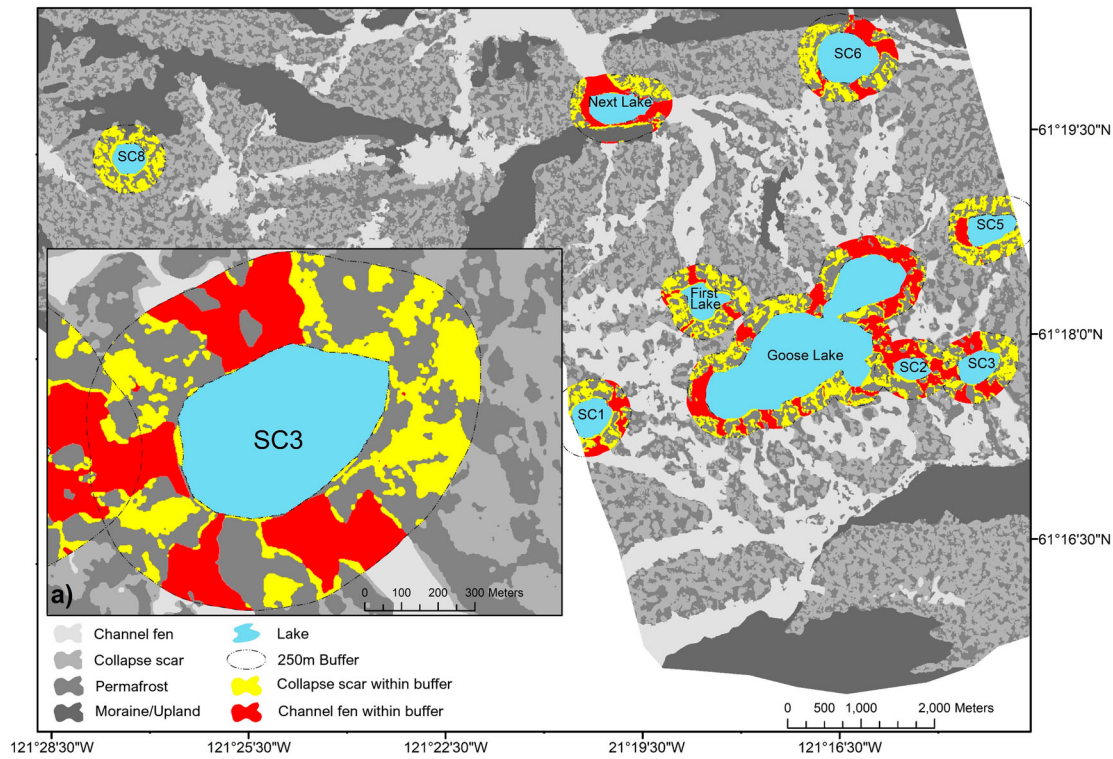 SC6
Next Lake
61°19'30"N
SC8
SC5
First
Lake
61°18'0"N
Goose Lake
SC2
SC3
SC1
SC3
61°16'30"N
a)
0 100 200 300 Meters
Channel fen
Lake
Collapse scar
250m Buffer
Permafrost
Collapse scar within buffer
Moraine/Upland
Channel fen within buffer
0 500 1,000 2,000 Meters
121°28'30"W
121°25'30"W
121°22'30"W
21°19'30"W
121°16'30"W